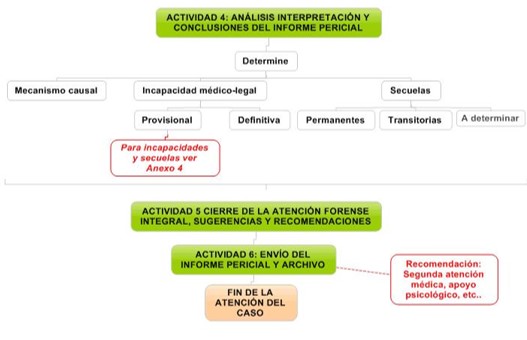 ACTIVIDAD 4: ANÁLISIS INTERPRETACIÓN Y
CONCLUSIONES DEL INFORME PERICIAL
Determine
Mecanismo causal
Incapacidad médico-legal
Secuelas
Provisional
Definitiva
Permanentes
Transitorias
A determinar
Para incapacidades
y secuelas ver
Anexo 4
ACTIVIDAD 5 CIERRE DE LA ATENCIÓN FORENSE
INTEGRAL, SUGERENCIAS Y RECOMENDACIONES
ACTIVIDAD 6: ENVÍO DEL
INFORME PERICIAL Y ARCHIVO
Recomendación:
Segunda atención
médica, apoyo
psicológico, etc..
FIN DE LA
ATENCIÓN DEL
CASO